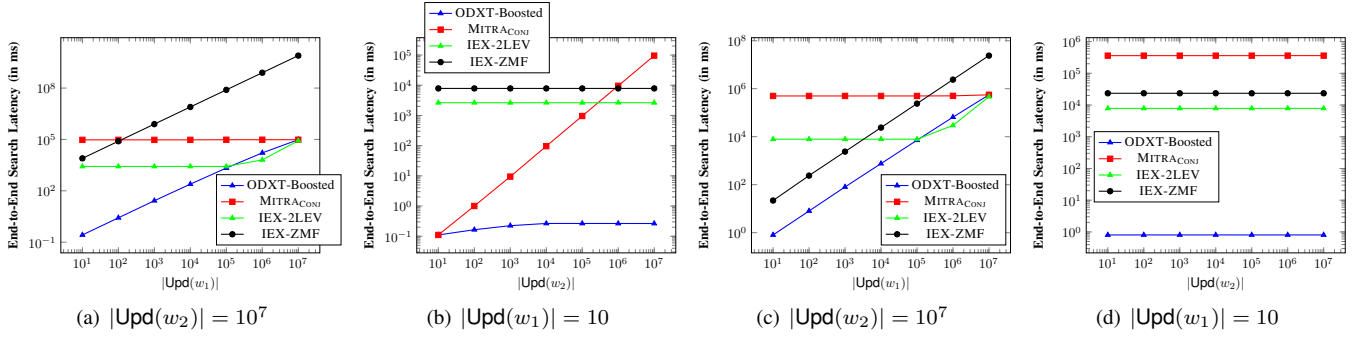 10^8
10^5
10^2
10^−1
End-to-End Search Latency (in ms)
10^1 10^2 10^3 10^4 10^5 10^6 10^7
|Upd(w_1)|
ODXT-Boosted
MITRA_CONJ
IEX-2LEV
IEX-ZMF
(a) |Upd(w_2)| = 10^7
ODXT-Boosted
MITRA_CONJ
IEX-2LEV
IEX-ZMF
10^5
10^4
10^3
10^2
10^1
10^0
10^−1
End-to-End Search Latency (in ms)
10^1 10^2 10^3 10^4 10^5 10^6 10^7
|Upd(w_2)|
(b) |Upd(w_1)| = 10
10^8
10^6
10^4
10^2
10^0
End-to-End Search Latency (in ms)
10^1 10^2 10^3 10^4 10^5 10^6 10^7
|Upd(w_1)|
ODXT-Boosted
MITRA_CONJ
IEX-2LEV
IEX-ZMF
(c) |Upd(w_2)| = 10^7
10^6
10^5
10^4
10^3
10^2
10^1
10^0
End-to-End Search Latency (in ms)
ODXT-Boosted
MITRA_CONJ
IEX-2LEV
IEX-ZMF
10^1 10^2 10^3 10^4 10^5 10^6 10^7
|Upd(w_2)|
(d) |Upd(w_1)| = 10